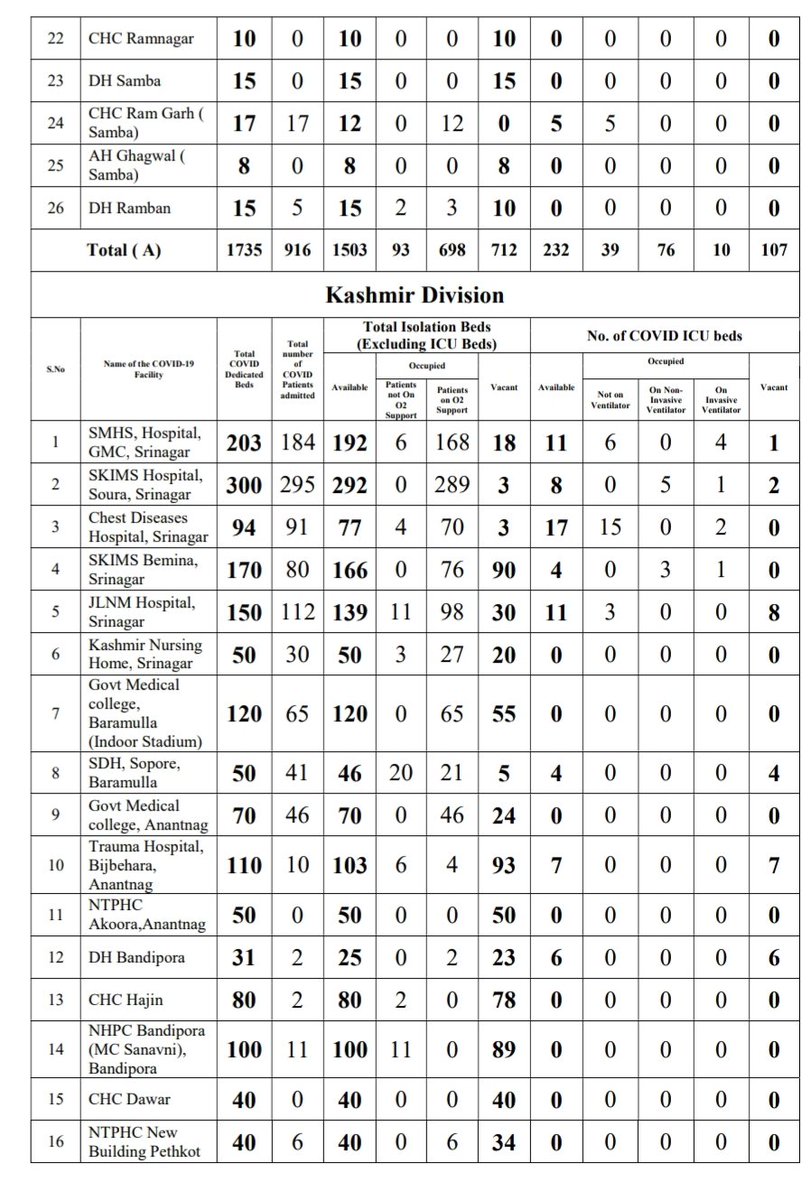 22 CHC Ramnagar 10 0 10 0 0 10 0 0 0 0 0
23 DH Samba 15 0 15 0 0 15 0 0 0 0 0
24 CHC Ram Garh ( Samba) 17 17 12 0 12 0 5 5 0 0 0
25 AH Ghagwal ( Samba) 8 0 8 0 0 8 0 0 0 0 0
26 DH Ramban 15 5 15 2 3 10 0 0 0 0 0
Total ( A) 1735 916 1503 93 698 712 232 39 76 10 107
Kashmir Division
S.No
Name of the COVID-19 Facility
Total COVID Dedicated Beds
Total number of COVID Patients admitted
Total Isolation Beds (Excluding ICU Beds)
No. of COVID ICU beds
Available
Occupied
Patients not On O2 Support
Patients on O2 Support
Vacant
Available
Occupied
Not on Ventilator
On Non-Invasive Ventilator
On Invasive Ventilator
Vacant
1 SMHS, Hospital, GMC, Srinagar 203 184 192 6 168 18 11 6 0 4 1
2 SKIMS Hospital, Soura, Srinagar 300 295 292 0 289 3 8 0 5 1 2
3 Chest Diseases Hospital, Srinagar 94 91 77 4 70 3 17 15 0 2 0
4 SKIMS Bemina, Srinagar 170 80 166 0 76 90 4 0 3 1 0
5 JLNM Hospital, Srinagar 150 112 139 11 98 30 11 3 0 0 8
6 Kashmir Nursing Home, Srinagar 50 30 50 3 27 20 0 0 0 0 0
7 Govt Medical college, Baramulla (Indoor Stadium) 120 65 120 0 65 55 0 0 0 0 0
8 SDH, Sopore, Baramulla 50 41 46 20 21 5 4 0 0 0 4
9 Govt Medical college, Anantnag 70 46 70 0 46 24 0 0 0 0 0
10 Trauma Hospital, Bijbehara, Anantnag 110 10 103 6 4 93 7 0 0 0 7
11 NTPHC Akoora,Anantnag 50 0 50 0 0 50 0 0 0 0 0
12 DH Bandipora 31 2 25 0 2 23 6 0 0 0 6
13 CHC Hajin 80 2 80 2 0 78 0 0 0 0 0
14 NHPC Bandipora (MC Sanavni), Bandipora 100 11 100 11 0 89 0 0 0 0 0
15 CHC Dawar 40 0 40 0 0 40 0 0 0 0 0
16 NTPHC New Building Pethkot 40 6 40 0 6 34 0 0 0 0 0